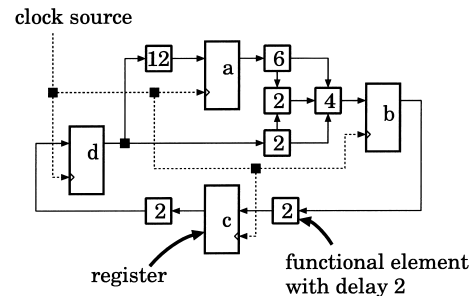 clock source
12
a
6
2
4
b
d
2
2
c
2
register
functional element
with delay 2